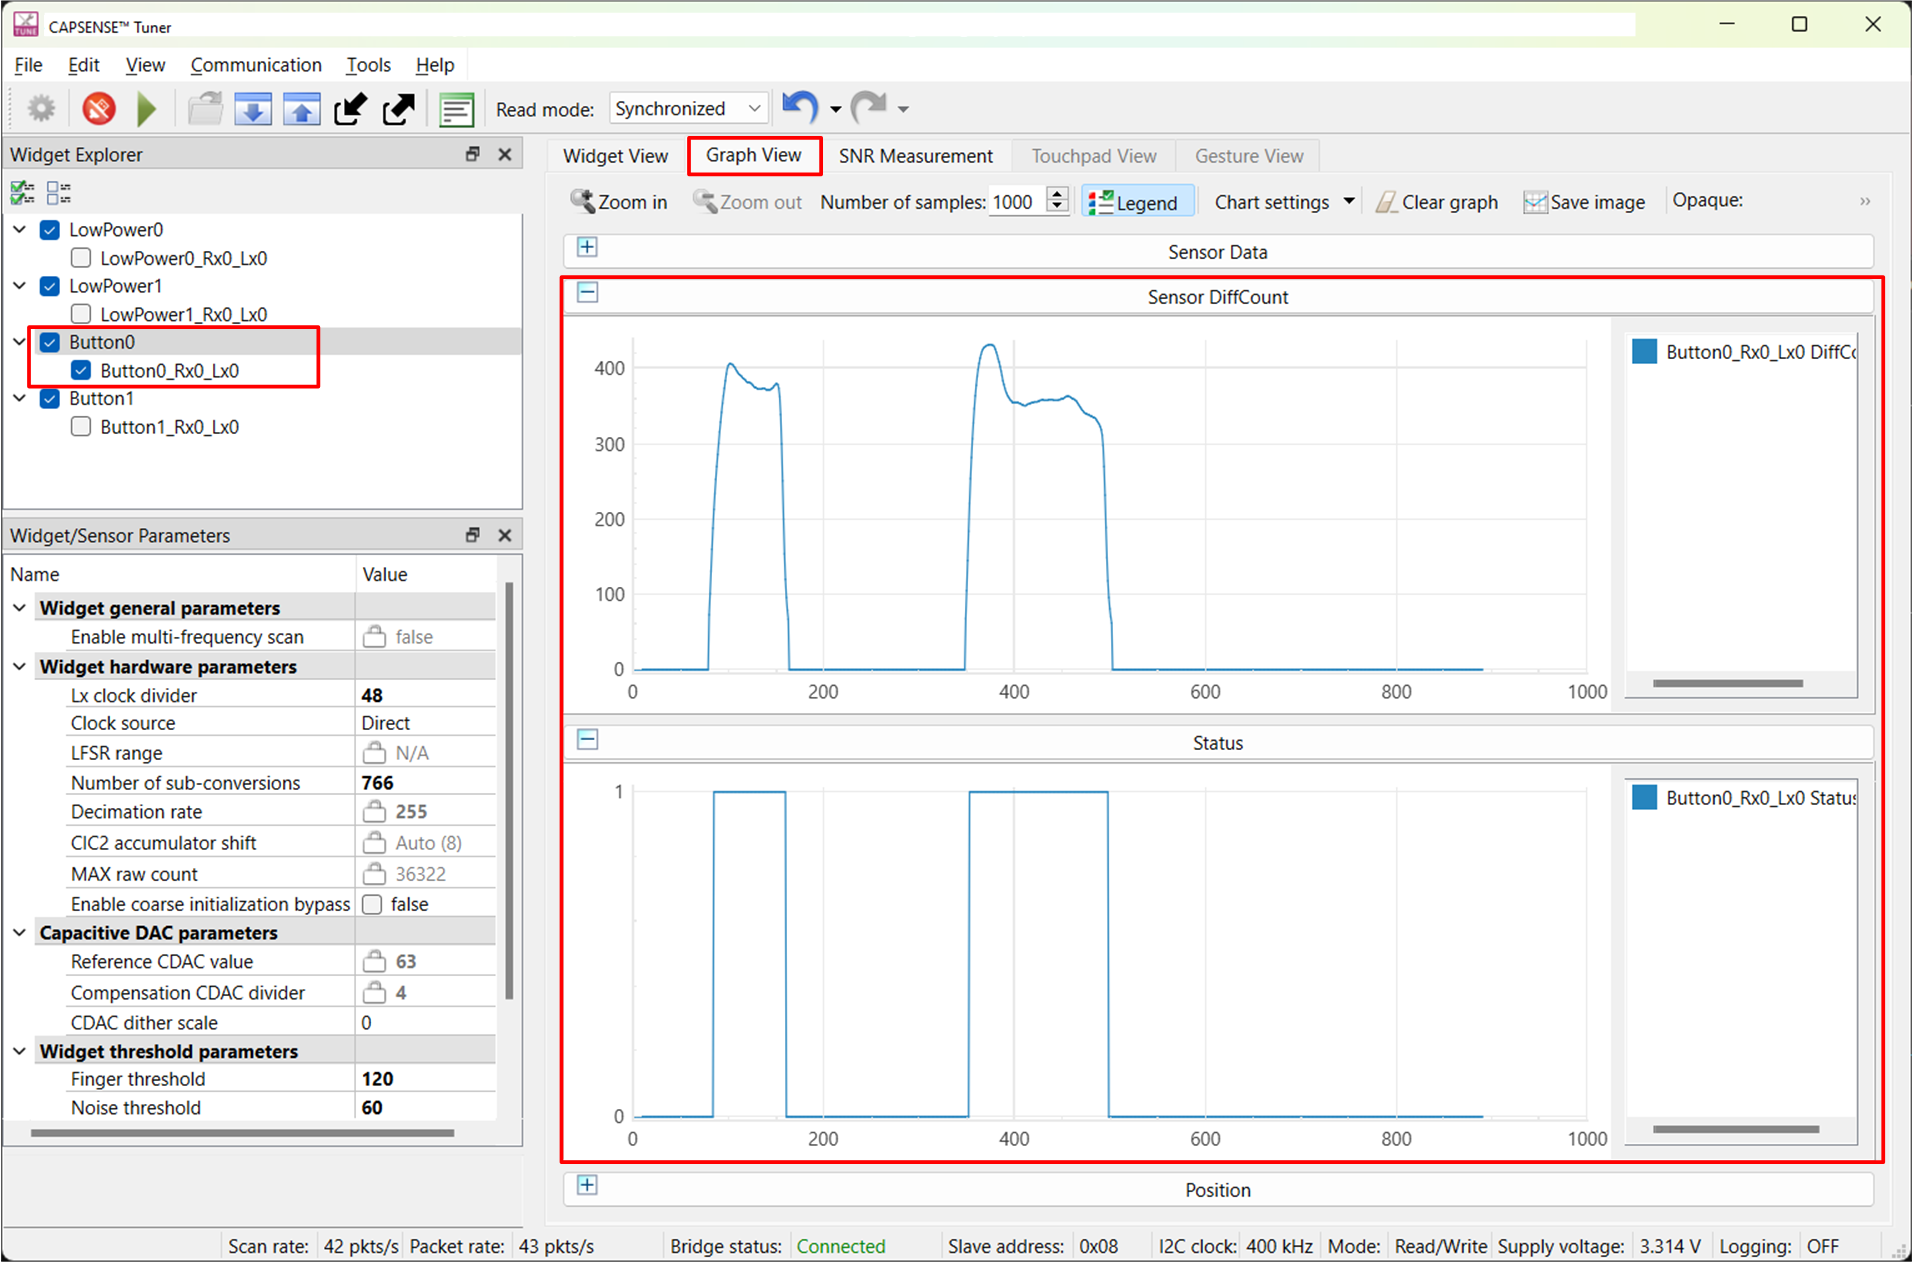 CAPSENSE™ Tuner
File Edit View Communication Tools Help
Read mode: Synchronized
Widget Explorer
LowPower0
LowPower0_Rx0_Lx0
LowPower1
LowPower1_Rx0_Lx0
Button0
Button0_Rx0_Lx0
Button1
Button1_Rx0_Lx0
Widget/Sensor Parameters
Name Value
Widget general parameters
Enable multi-frequency scan false
Widget hardware parameters
Lx clock divider 48
Clock source Direct
LFSR range N/A
Number of sub-conversions 766
Decimation rate 255
CIC2 accumulator shift Auto (8)
MAX raw count 36322
Enable coarse initialization bypass false
Capacitive DAC parameters
Reference CDAC value 63
Compensation CDAC divider 4
CDAC dither scale 0
Widget threshold parameters
Finger threshold 120
Noise threshold 60
Widget View Graph View SNR Measurement Touchpad View Gesture View
Zoom in Zoom out Number of samples: 1000 Legend Chart settings Clear graph Save image Opaque: »
Sensor Data
Sensor DiffCount
400
300
200
100
0
0 200 400 600 800 1000
Button0_Rx0_Lx0 DiffCo
Status
1
0
0 200 400 600 800 1000
Button0_Rx0_Lx0 Status
Position
Scan rate: 42 pkts/s Packet rate: 43 pkts/s Bridge status: Connected Slave address: 0x08 I2C clock: 400 kHz Mode: Read/Write Supply voltage: 3.314 V Logging: OFF